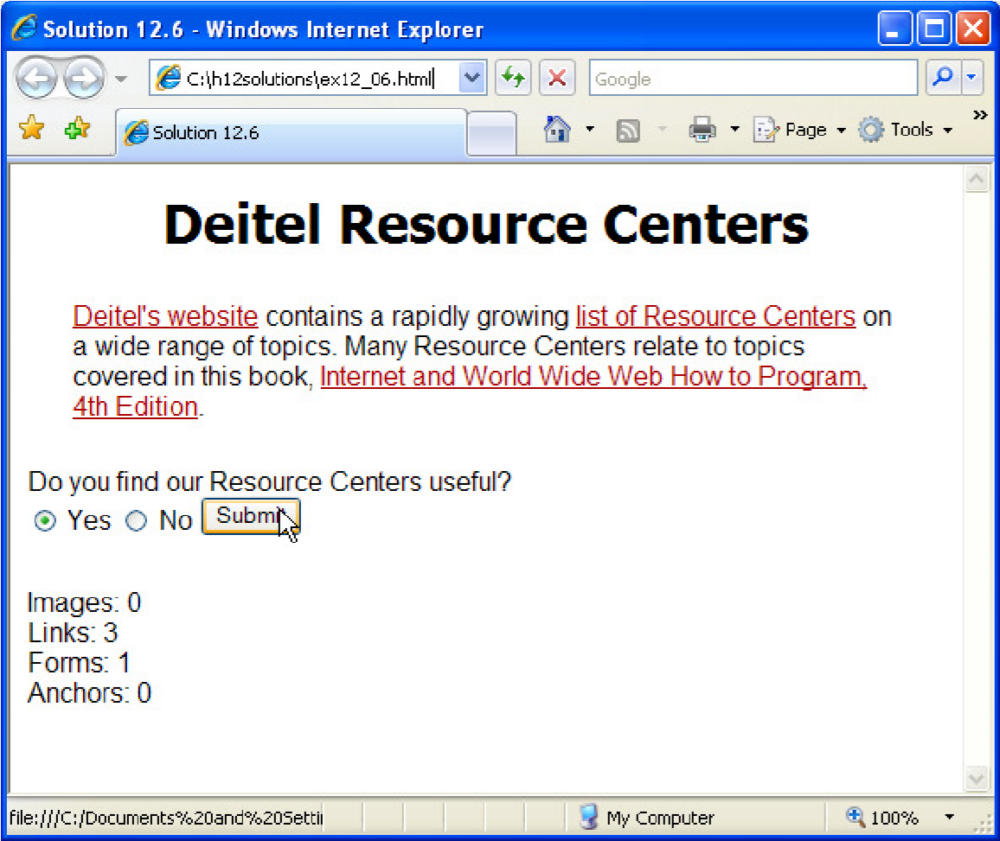 Solution 12.6 - Windows Internet Explorer
C:\h12solutions\ex12_06.html Google
Solution 12.6 Page Tools »
Deitel Resource Centers
Deitel's website contains a rapidly growing list of Resource Centers on
a wide range of topics. Many Resource Centers relate to topics
covered in this book, Internet and World Wide Web How to Program,
4th Edition.
Do you find our Resource Centers useful?
Yes No Submit
Images: 0
Links: 3
Forms: 1
Anchors: 0
file:///C:/Documents%20and%20Setti My Computer 100%